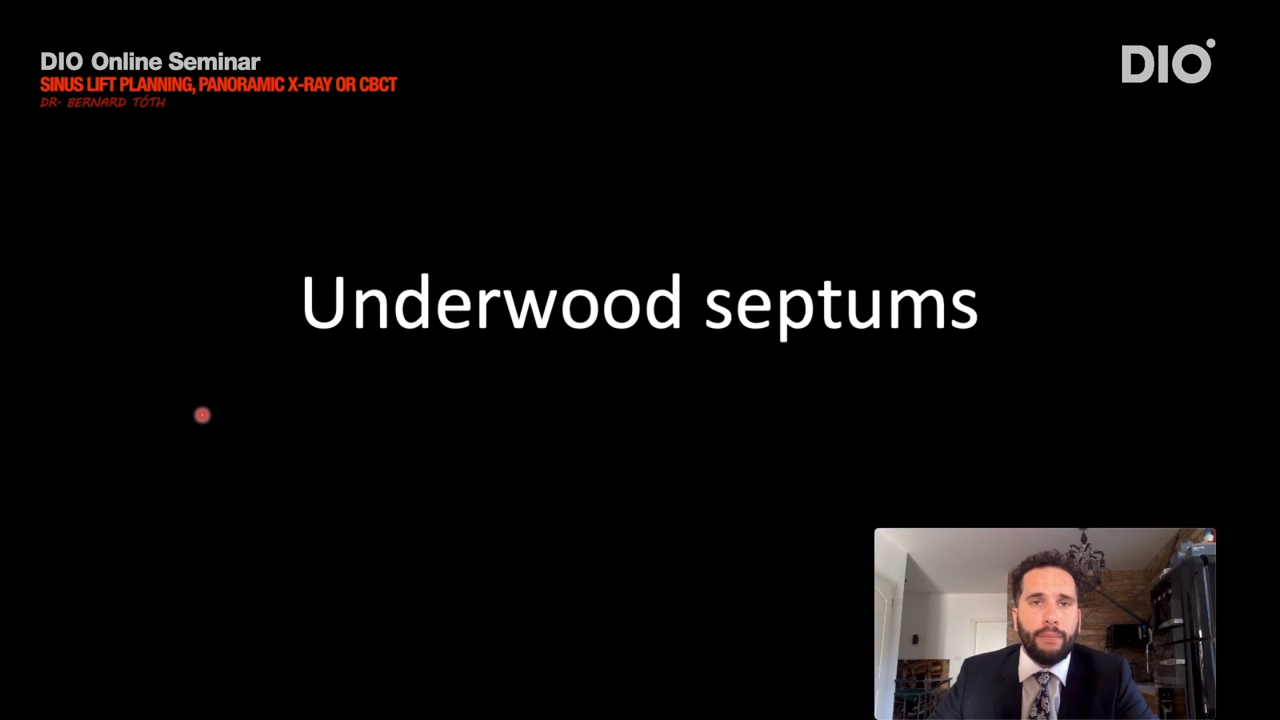 DIO Online Seminar
DIO
SINUS LIFT PLANNING, PANORAMIC X-RAY OR CBCT
DR. BERNARD TÓTH
Underwood septums